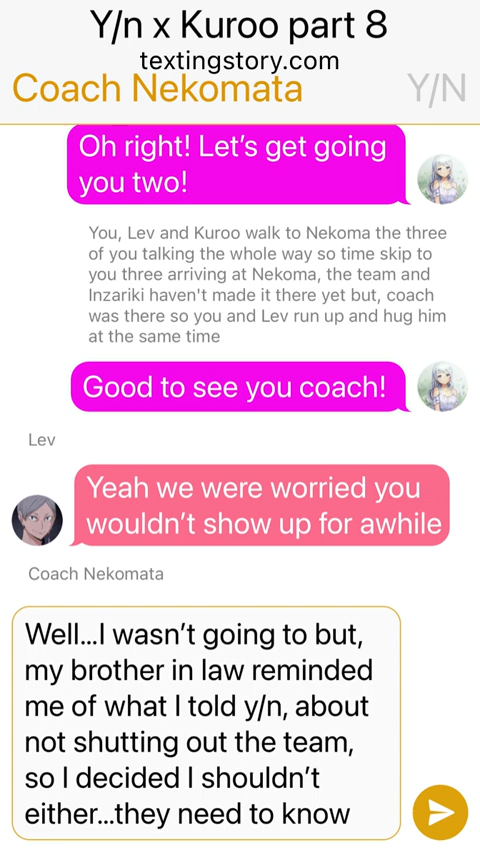 Y/n x Kuroo part 8
textingstory.com
Coach Nekomata
Y/N
Oh right! Let’s get going
you two!
You, Lev and Kuroo walk to Nekoma the three
of you talking the whole way so time skip to
you three arriving at Nekoma, the team and
Inzariki haven't made it there yet but, coach
was there so you and Lev run up and hug him
at the same time
Good to see you coach!
Lev
Yeah we were worried you
wouldn’t show up for awhile
Coach Nekomata
Well...I wasn’t going to but,
my brother in law reminded
me of what I told y/n, about
not shutting out the team,
so I decided I shouldn’t
either...they need to know